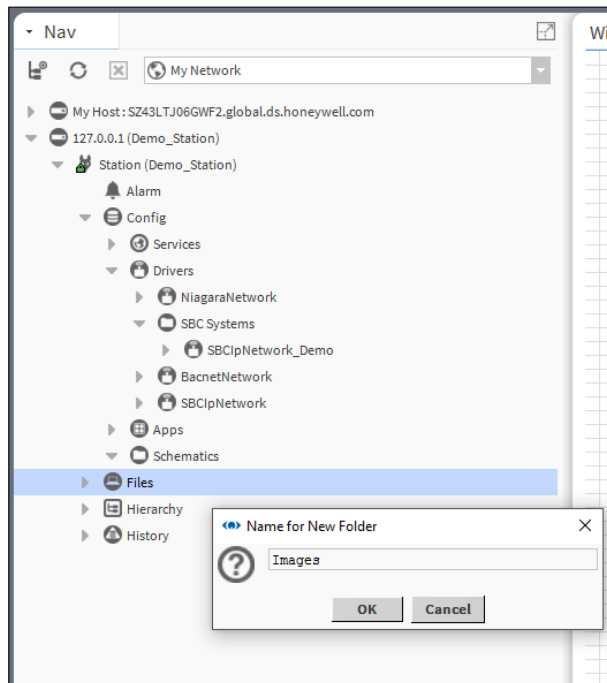 Nav
My Network
My Host : SZ43LTJ06GWF2.global.ds.honeywell.com
127.0.0.1 (Demo_Station)
Station (Demo_Station)
Alarm
Config
Services
Drivers
NiagaraNetwork
SBC Systems
SBCIpNetwork_Demo
BacnetNetwork
SBCIpNetwork
Apps
Schematics
Files
Hierarchy
History
Name for New Folder
Images
OK Cancel